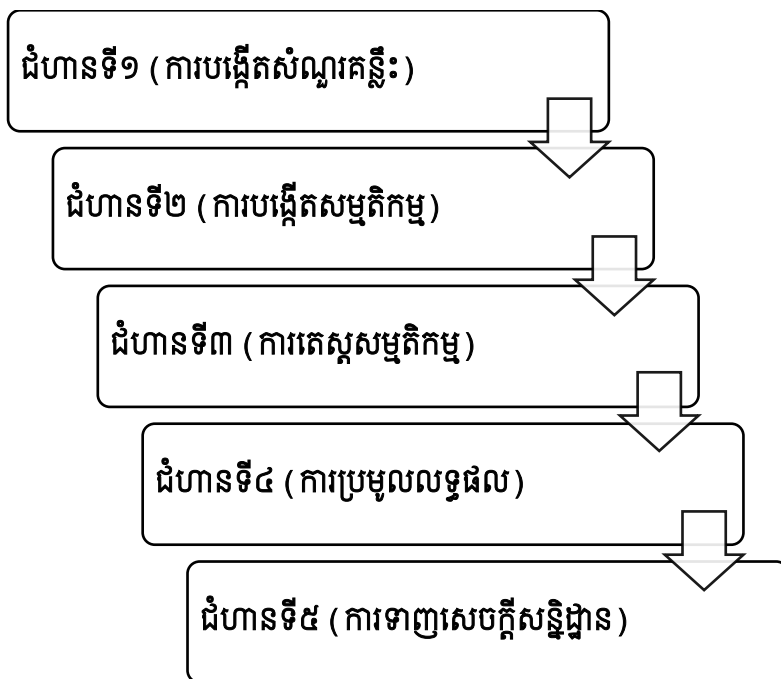 ជំហានទី១ (ការបង្កើតសំណួរគន្លឹះ)
ជំហានទី២ (ការបង្កើតសម្មតិកម្ម)
ជំហានទី៣ (ការតេស្តសម្មតិកម្ម)
ជំហានទី៤ (ការប្រមូលលទ្ធផល)
ជំហានទី៥ (ការទាញសេចក្តីសន្និដ្ឋាន)